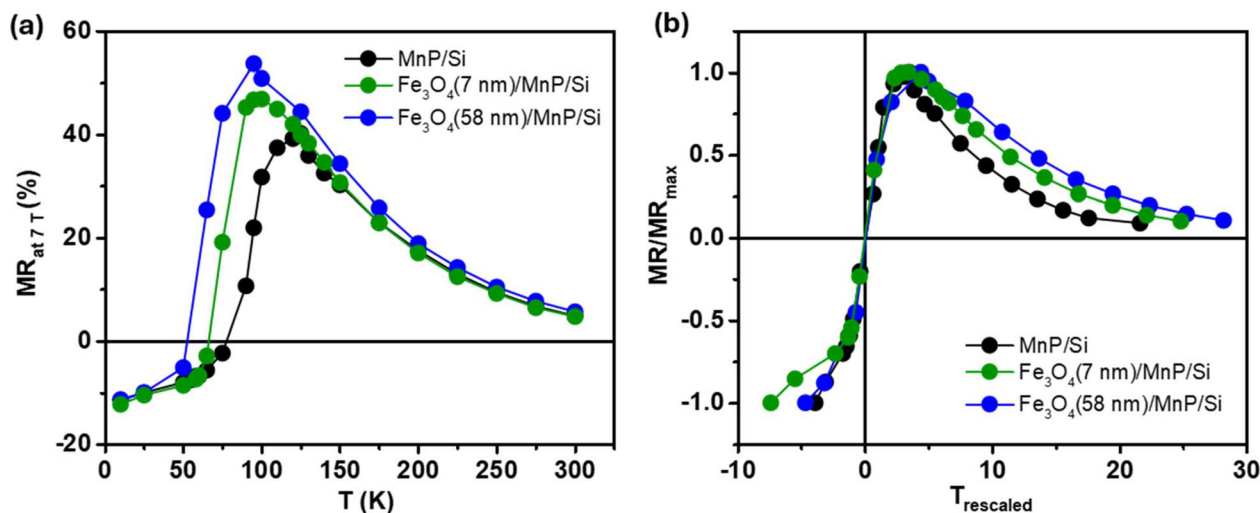 (a)
60
40
20
0
-20
MR at 7 T (%)
MnP/Si
Fe₃O₄(7 nm)/MnP/Si
Fe₃O₄(58 nm)/MnP/Si
0 50 100 150 200 250 300
T (K)
(b)
1.0
0.5
0.0
-0.5
-1.0
MR/MRmax
MnP/Si
Fe₃O₄(7 nm)/MnP/Si
Fe₃O₄(58 nm)/MnP/Si
-10 0 10 20 30
Trescaled